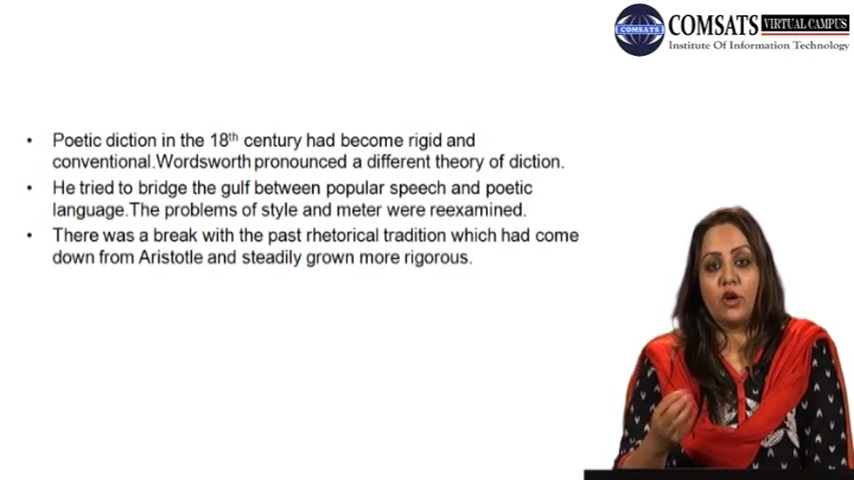 COMSATS
COMSATS VIRTUAL CAMPUS
Institute Of Information Technology
• Poetic diction in the 18th century had become rigid and
conventional.Wordsworth pronounced a different theory of diction.
• He tried to bridge the gulf between popular speech and poetic
language.The problems of style and meter were reexamined.
• There was a break with the past rhetorical tradition which had come
down from Aristotle and steadily grown more rigorous.